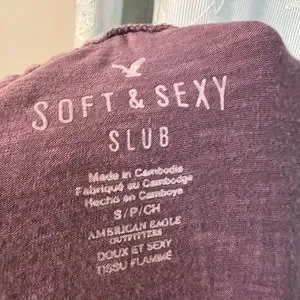 SOFT & SEXY
SLUB
Made in Cambodia
Fabriqué au Cambodge
Hecho en Camboya
S/P/CH
AMERICAN EAGLE
OUTFITTERS
DOUX ET SEXY
TISSU FLAMMÉ